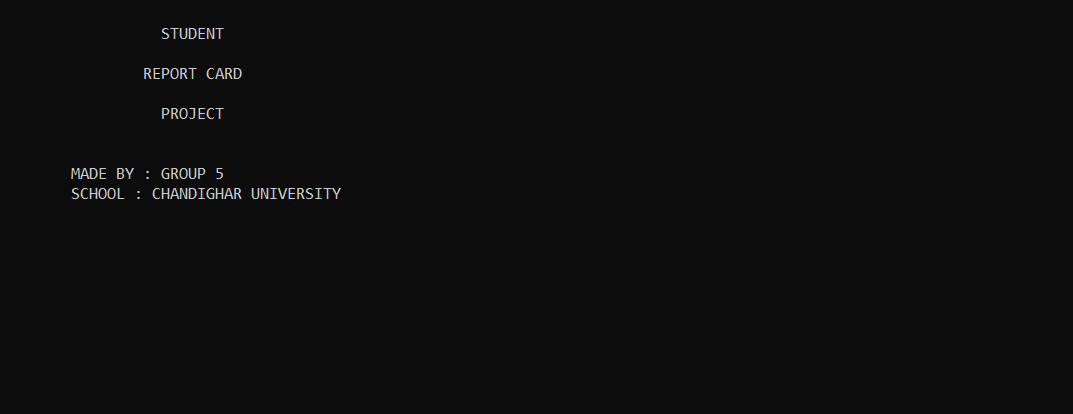 STUDENT
REPORT CARD
PROJECT
MADE BY : GROUP 5
SCHOOL : CHANDIGHAR UNIVERSITY